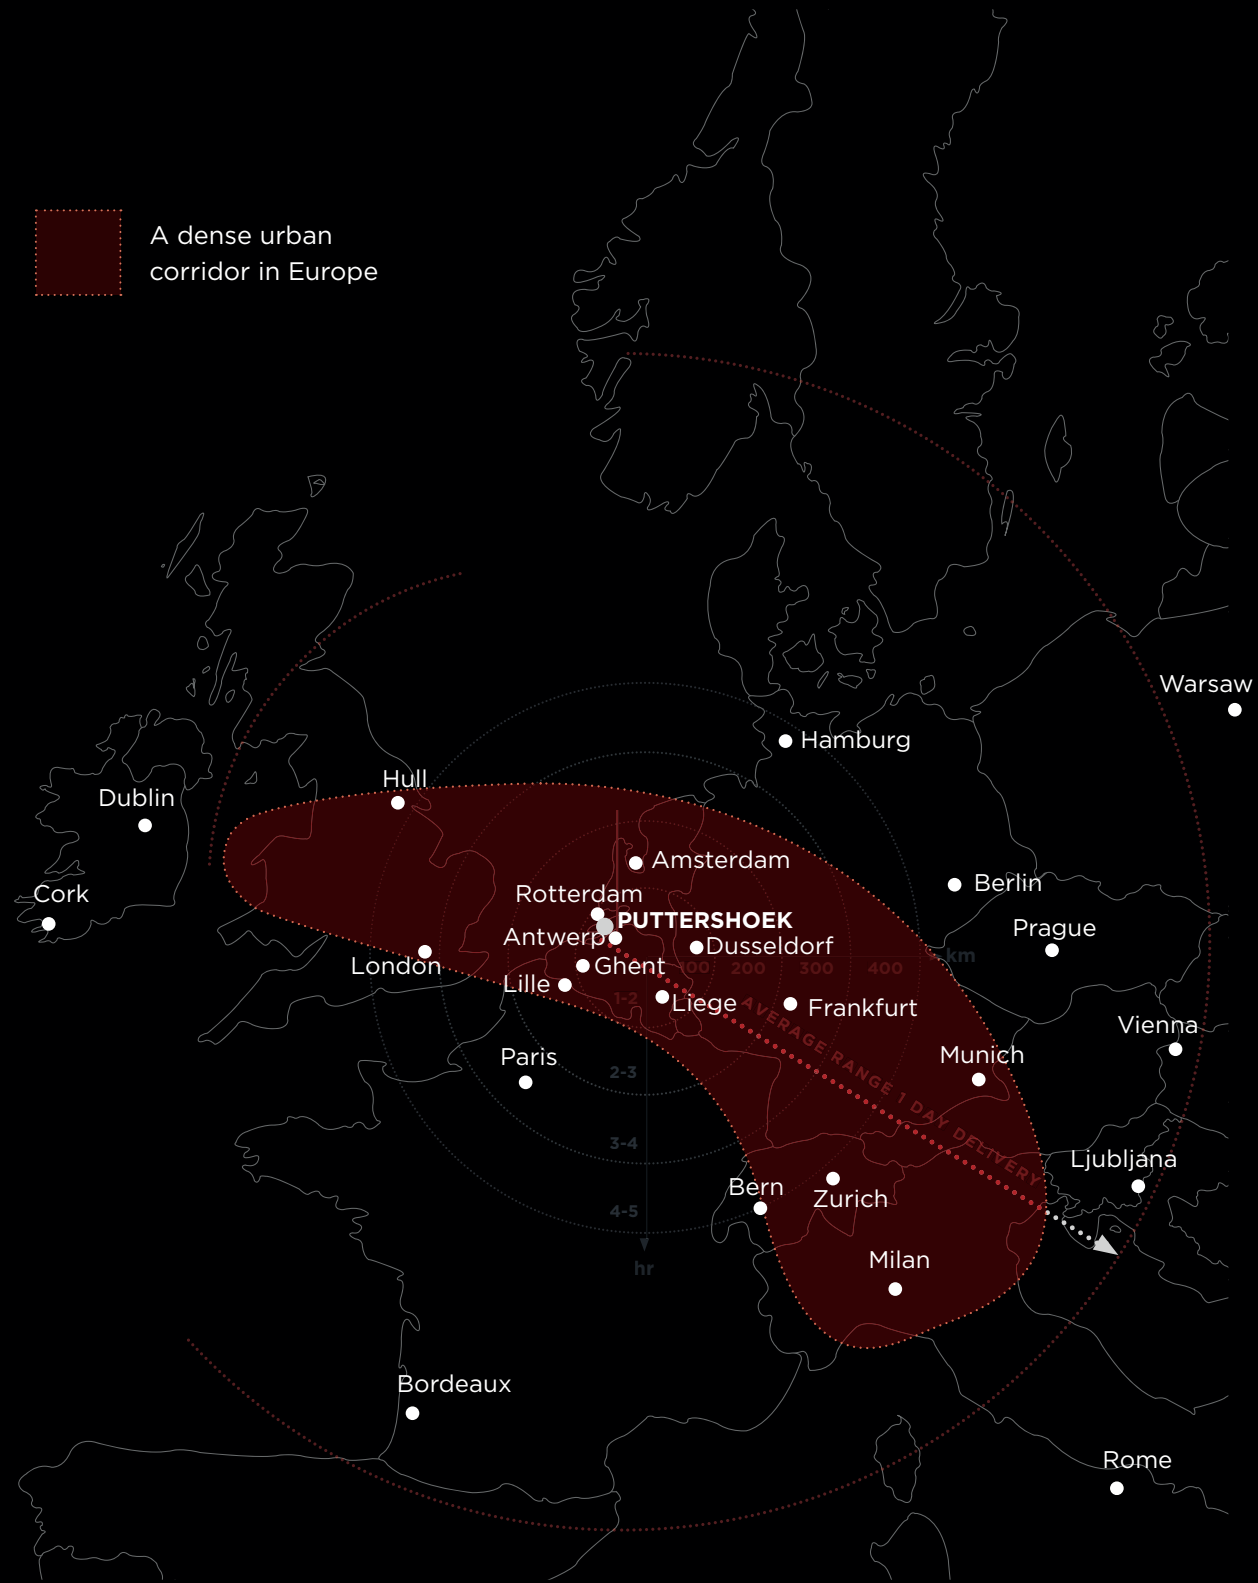 A dense urban
corridor in Europe
Warsaw
Hamburg
Hull
Dublin
Amsterdam
Berlin
Cork
Rotterdam
PUTTERSHOEK
Prague
Antwerp
Dusseldorf
km
London
Ghent
100
200
300
400
Lille
1-2
Liege
Frankfurt
AVERAGE RANGE 1 DAY DELIVERY
Vienna
Paris
Munich
2-3
3-4
Ljubljana
Bern
Zurich
4-5
Milan
hr
Bordeaux
Rome